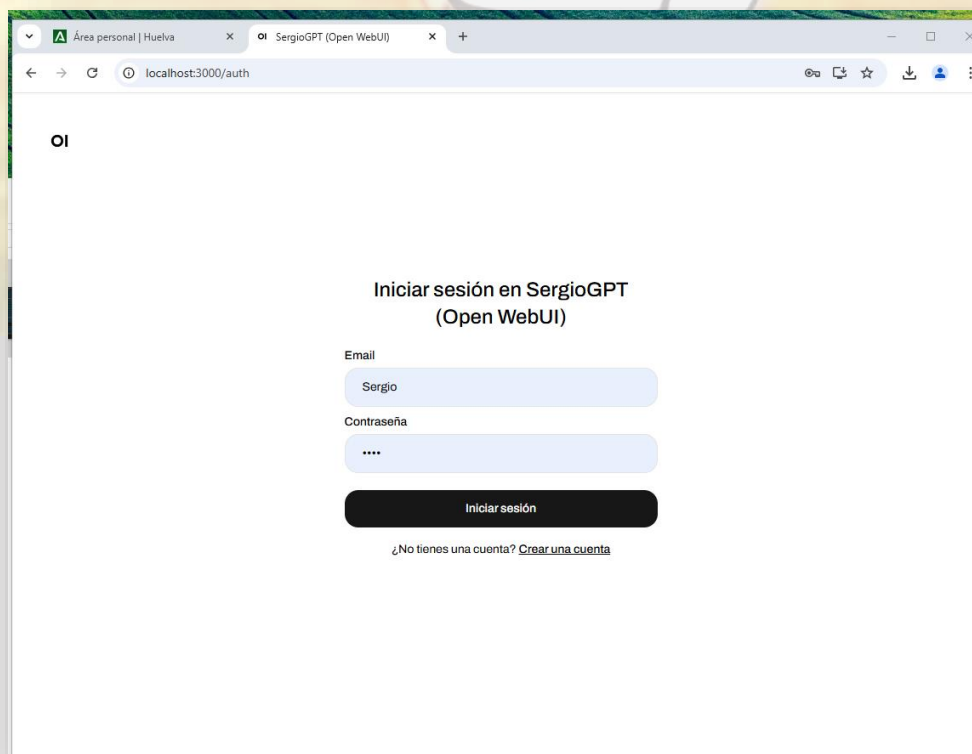 Área personal | Huelva
OI SergioGPT (Open WebUI)
localhost:3000/auth
OI
Iniciar sesión en SergioGPT
(Open WebUI)
Email
Sergio
Contraseña
••••
Iniciar sesión
¿No tienes una cuenta? Crear una cuenta